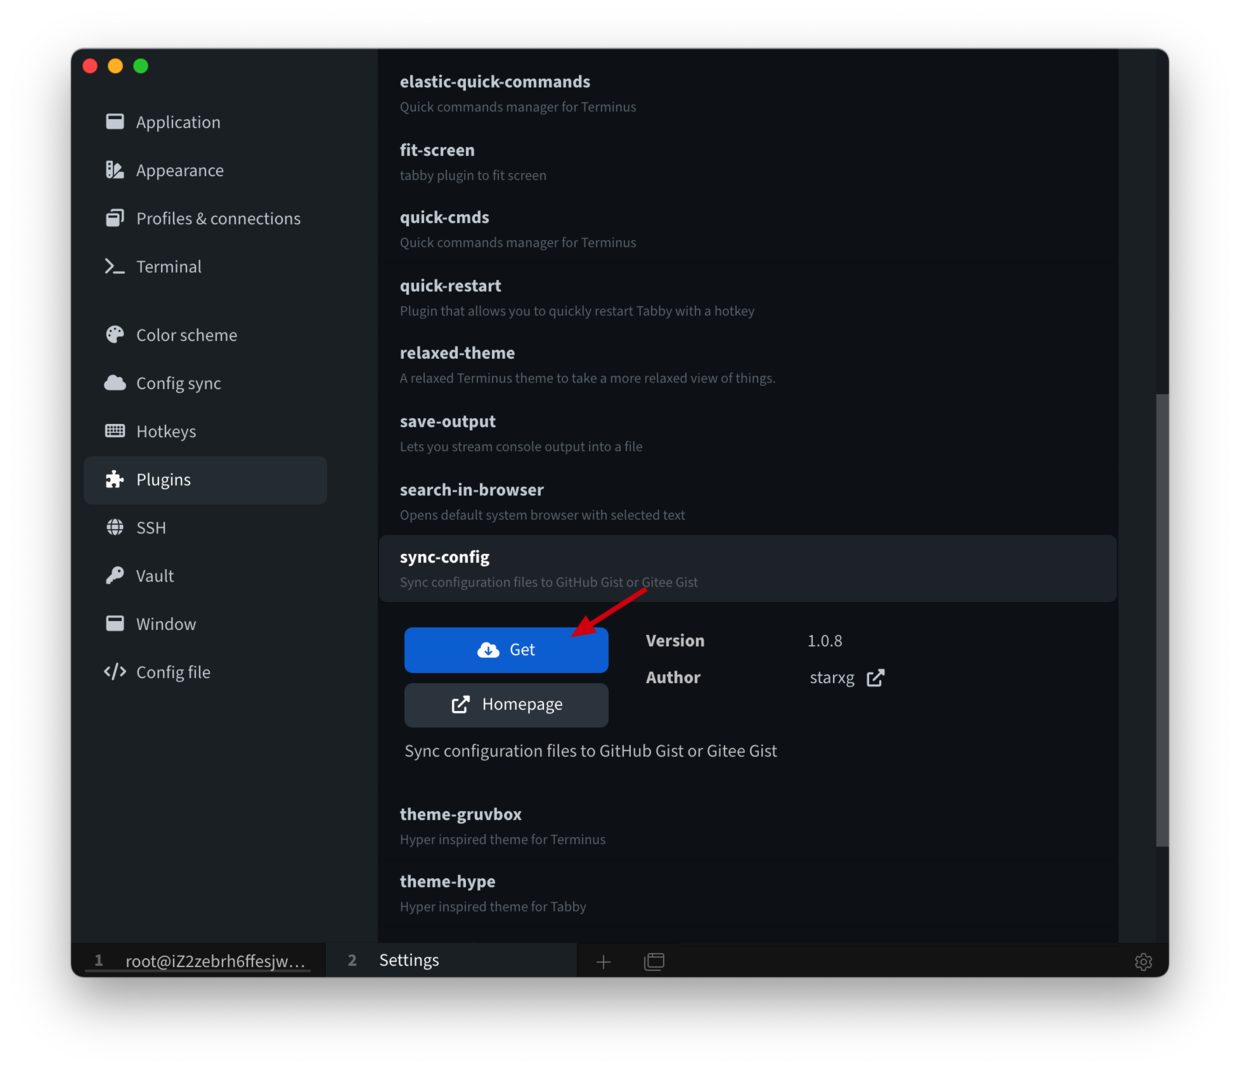 Application
Appearance
Profiles & connections
Terminal
Color scheme
Config sync
Hotkeys
Plugins
SSH
Vault
Window
Config file
elastic-quick-commands
Quick commands manager for Terminus
fit-screen
tabby plugin to fit screen
quick-cmds
Quick commands manager for Terminus
quick-restart
Plugin that allows you to quickly restart Tabby with a hotkey
relaxed-theme
A relaxed Terminus theme to take a more relaxed view of things.
save-output
Lets you stream console output into a file
search-in-browser
Opens default system browser with selected text
sync-config
Sync configuration files to GitHub Gist or Gitee Gist
Get
Homepage
Version 1.0.8
Author starxg
Sync configuration files to GitHub Gist or Gitee Gist
theme-gruvbox
Hyper inspired theme for Terminus
theme-hype
Hyper inspired theme for Tabby
1 root@iZ2zebrh6ffesjw... 2 Settings